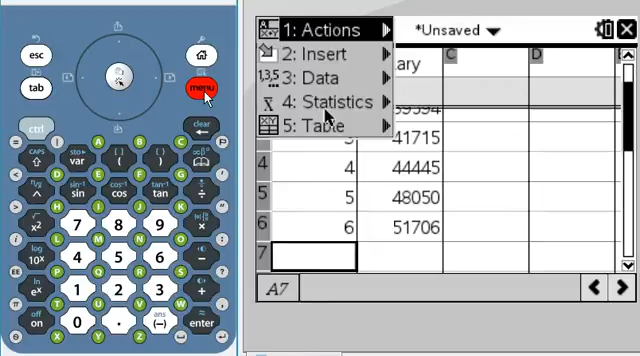 esc
tab
menu
ctrl
clear
CAPS
sto▸
var
[ ]
( )
sin⁻¹
sin
cos⁻¹
cos
tan⁻¹
tan
÷
x²
7
8
9
×
log
10ˣ
4
5
6
−
ln
eˣ
1
2
3
+
off
on
0
.
ans
(−)
≈
enter
A B C
D E F G
H I J K
L M N O
P Q R S
T U V W
X Y Z
EE
1: Actions
2: Insert
3: Data
4: Statistics
5: Table
*Unsaved
C D
ary
39594
3 41715
4 44445
5 48050
6 51706
7
A7